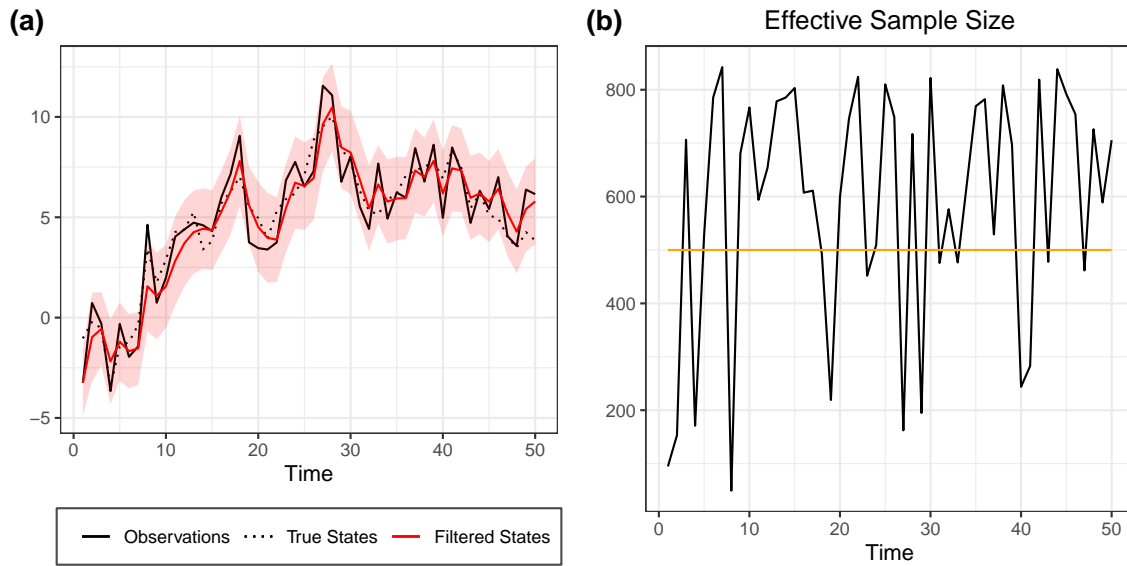 (a)
10
5
0
−5
0
10
20
30
40
50
Time
Observations
True States
Filtered States
(b)
Effective Sample Size
800
600
400
200
0
10
20
30
40
50
Time